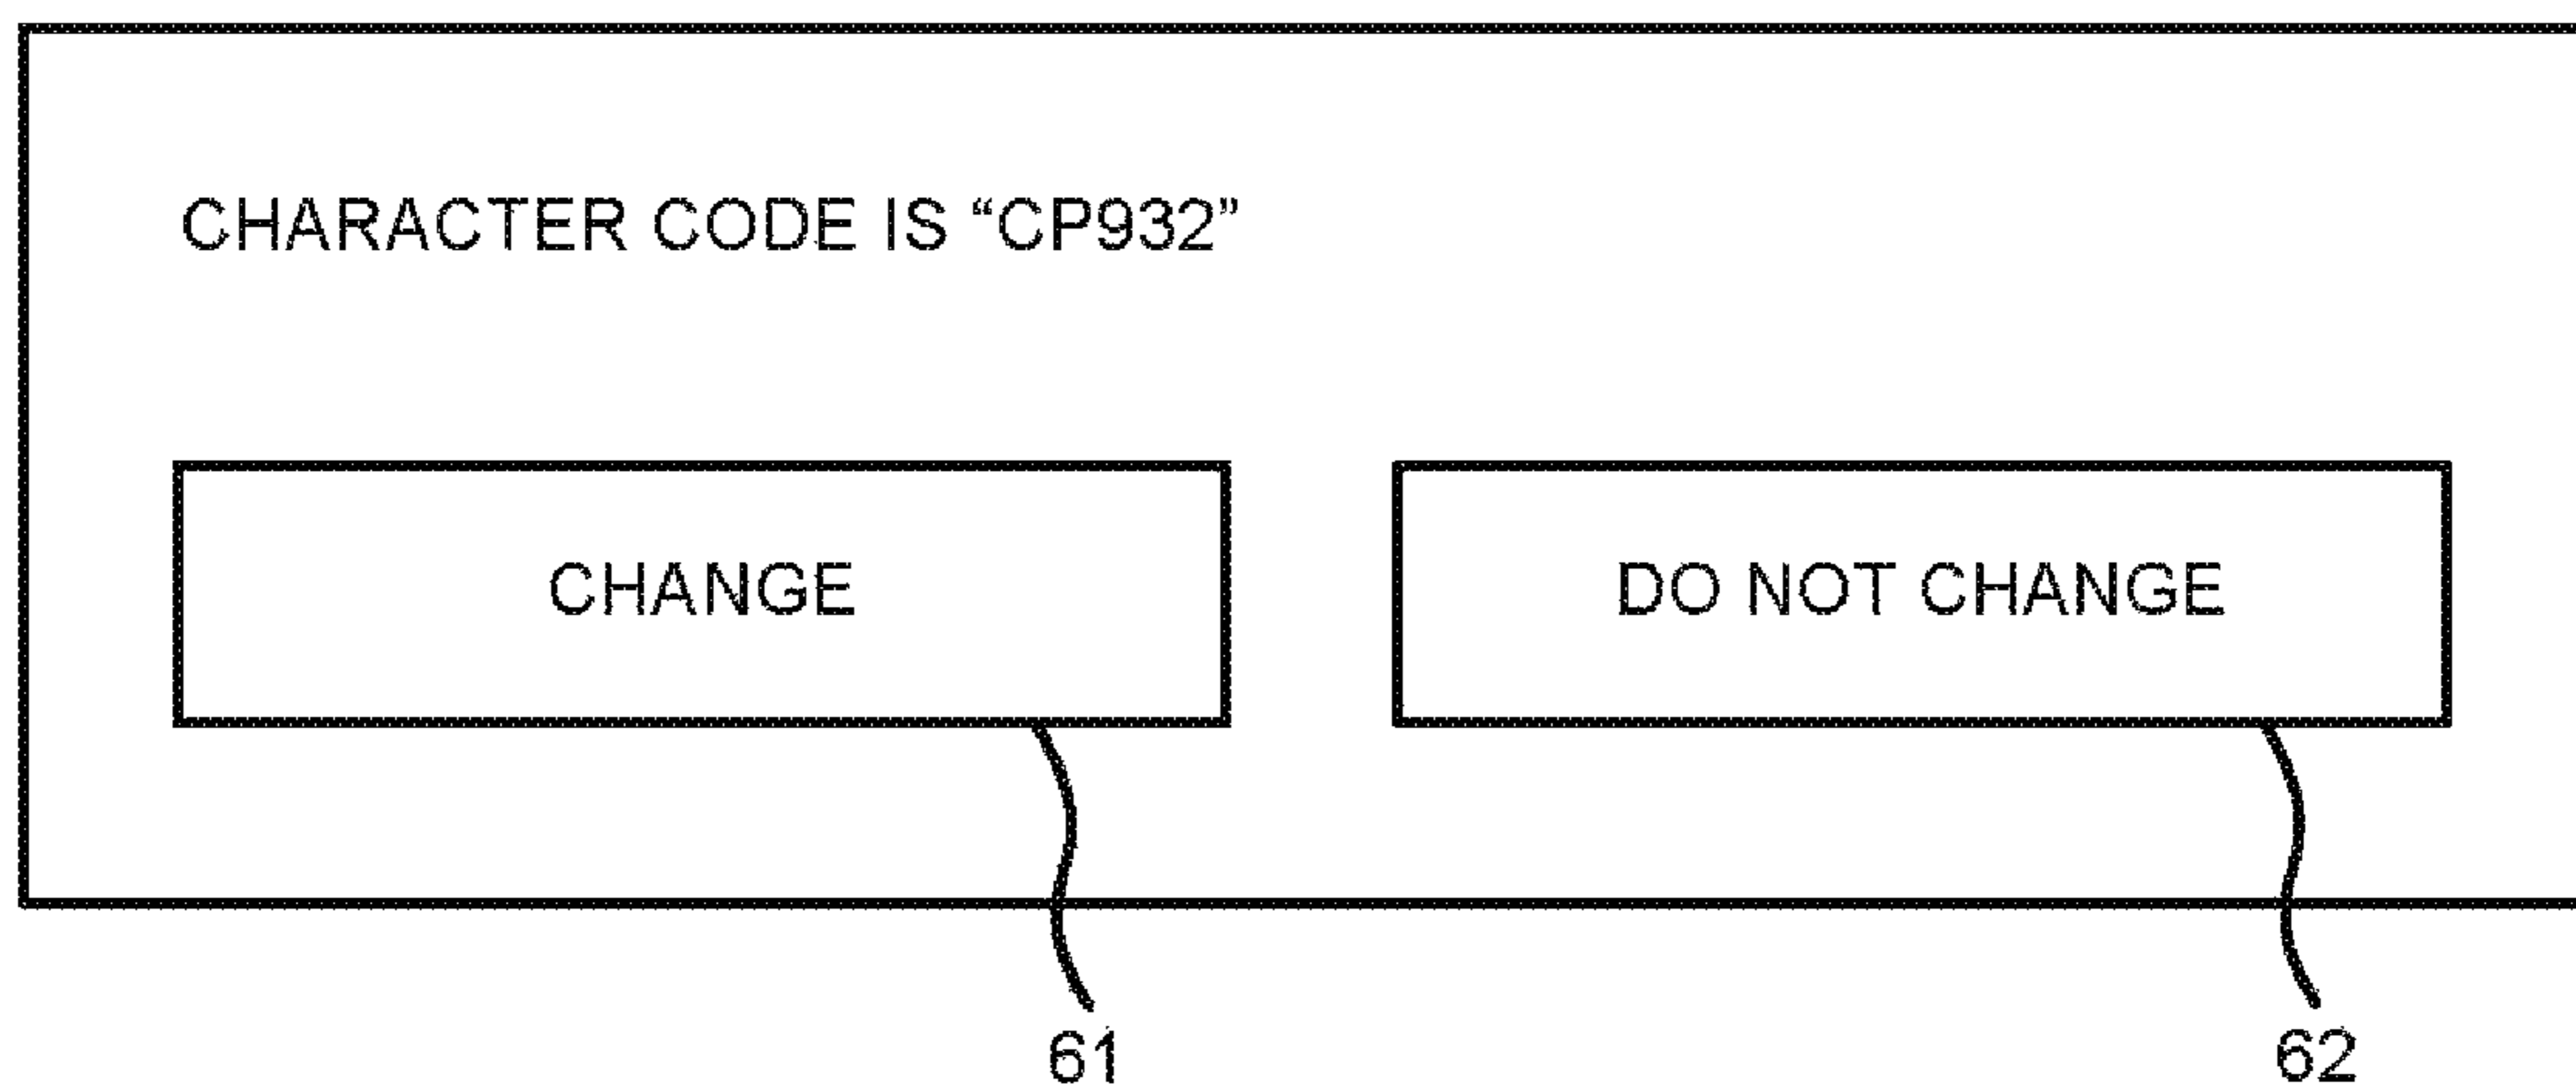 CHARACTER CODE IS “CP932”
CHANGE
DO NOT CHANGE
61
62